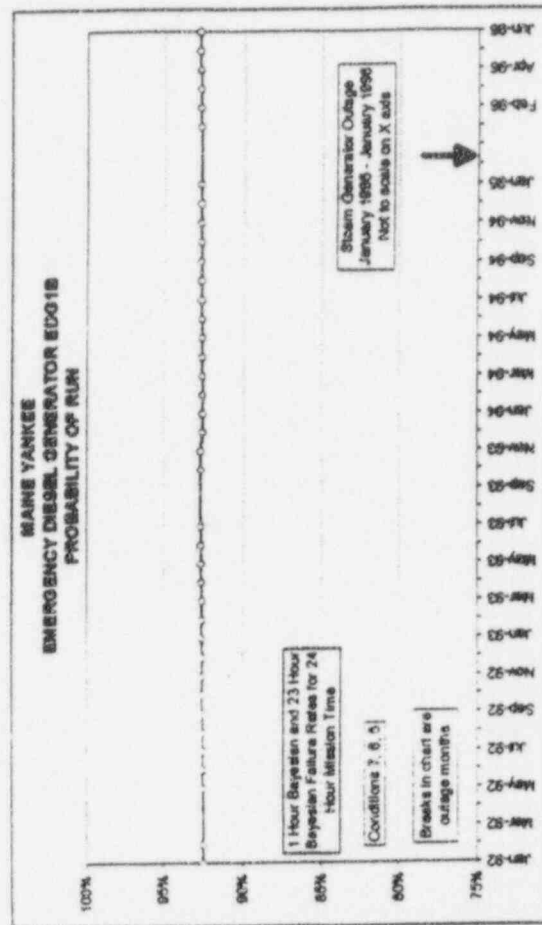 MAINE YANKEE
EMERGENCY DIESEL GENERATOR EDG1B
PROBABILITY OF RUN
100%
95%
90%
85%
80%
75%
1 Hour Bayesian and 23 Hour
Bayesian Failure Rates for 24
Hour Mission Time
Conditions 7, 6, 5
Breaks in chart are
outage months
Steam Generator Outage
January 1995 - January 1996
Not to scale on X axis
Jan-92
Mar-92
May-92
Jul-92
Sep-92
Nov-92
Jan-93
Mar-93
May-93
Jul-93
Sep-93
Nov-93
Jan-94
Mar-94
May-94
Jul-94
Sep-94
Nov-94
Jan-95
Feb-96
Apr-96
Jun-96